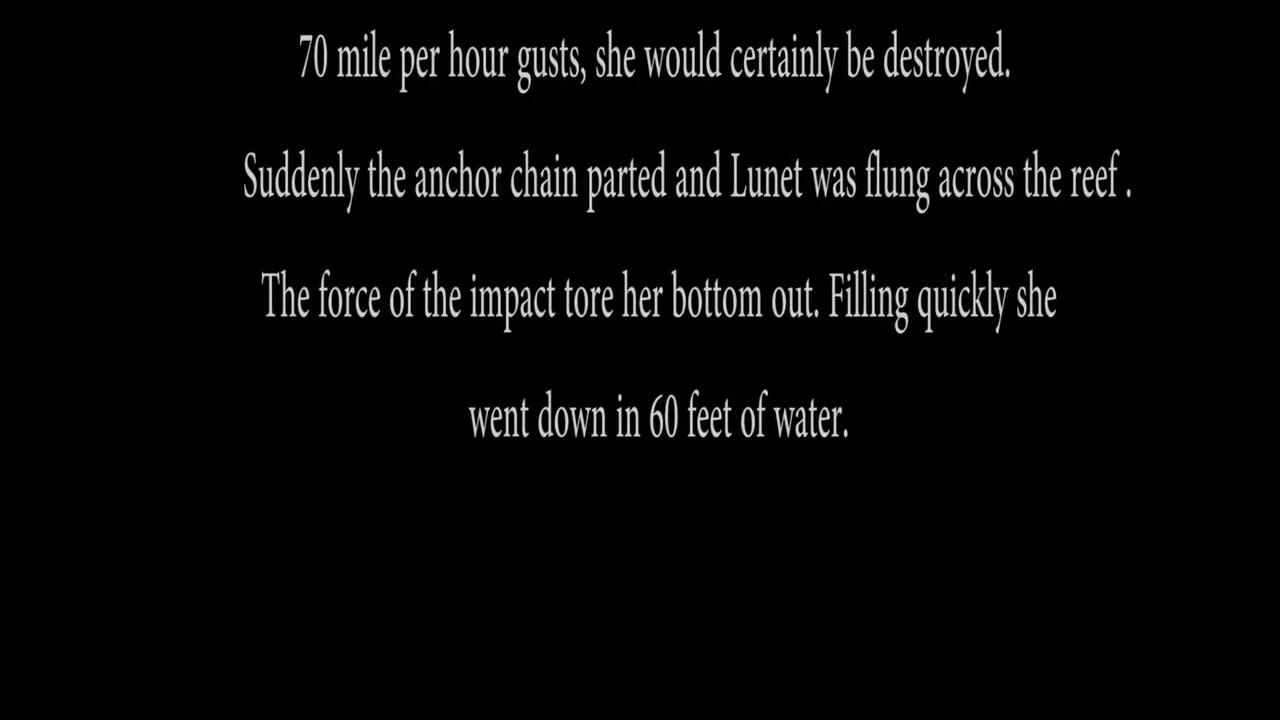 70 mile per hour gusts, she would certainly be destroyed.
Suddenly the anchor chain parted and Lunet was flung across the reef .
The force of the impact tore her bottom out. Filling quickly she
went down in 60 feet of water.